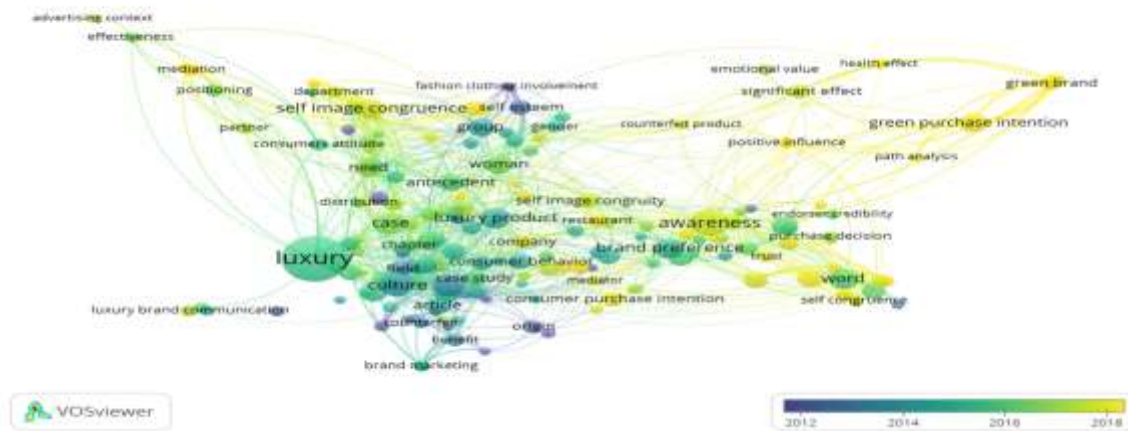 advertising context
effectiveness
mediation
positioning
department
fashion clothing involvement
self image congruence
self esteem
group
gender
partner
consumers attitude
emotional value
health effect
green brand
significant effect
counterfeit product
green purchase intention
positive influence
path analysis
need
woman
antecedent
distribution
self image congruity
case
luxury product
restaurant
awareness
endorser credibility
chapter
company
brand preference
purchase decision
luxury
field
consumer behavior
trust
culture
case study
mediator
word
article
consumer purchase intention
self congruence
luxury brand communication
counterfeit
origin
benefit
brand marketing
VOSviewer
2012
2014
2016
2018